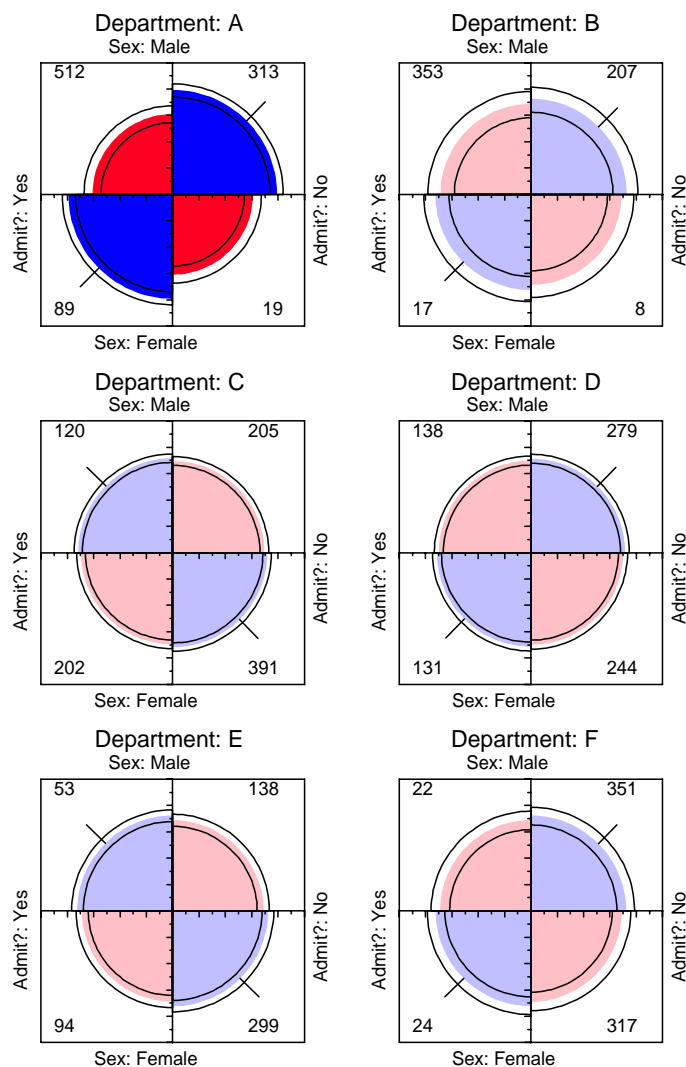 Department: A
Sex: Male
512 313
Admit?: Yes
Admit?: No
89 19
Sex: Female
Department: B
Sex: Male
353 207
Admit?: Yes
Admit?: No
17 8
Sex: Female
Department: C
Sex: Male
120 205
Admit?: Yes
Admit?: No
202 391
Sex: Female
Department: D
Sex: Male
138 279
Admit?: Yes
Admit?: No
131 244
Sex: Female
Department: E
Sex: Male
53 138
Admit?: Yes
Admit?: No
94 299
Sex: Female
Department: F
Sex: Male
22 351
Admit?: Yes
Admit?: No
24 317
Sex: Female